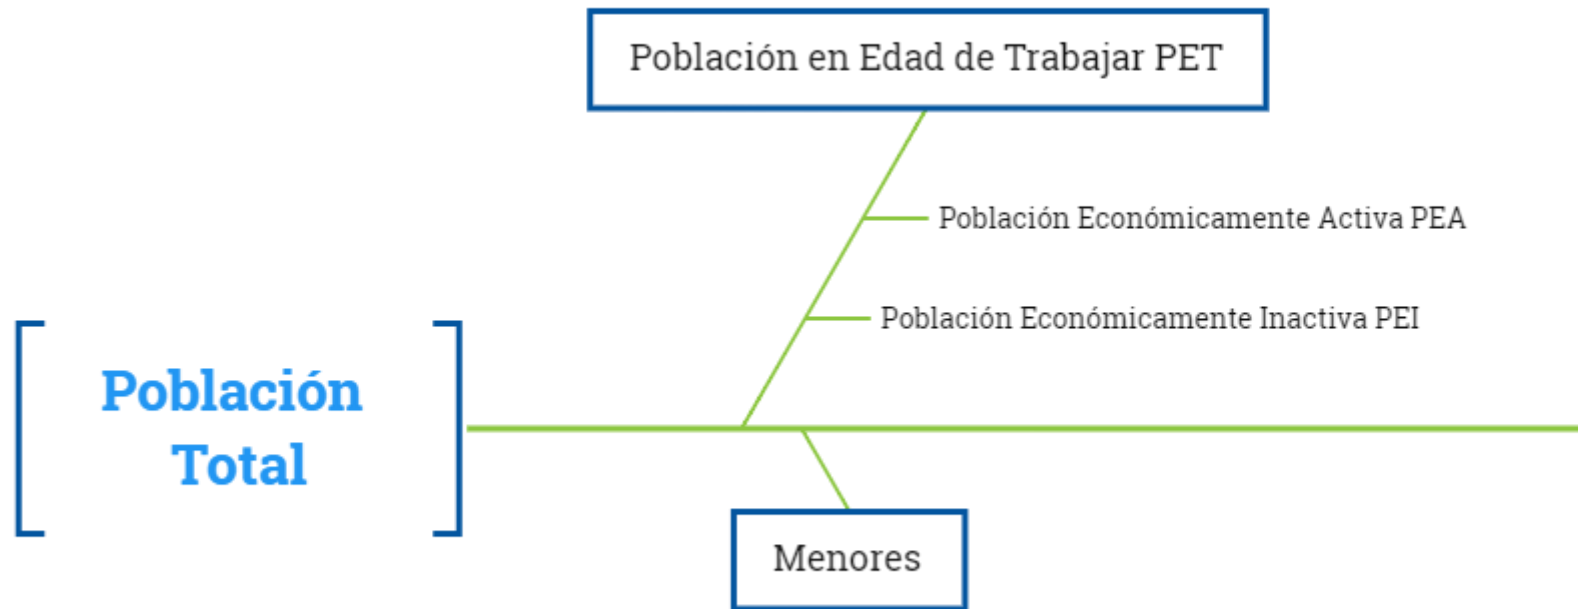 Población en Edad de Trabajar PET
Población Económicamente Activa PEA
Población Económicamente Inactiva PEI
Población
Total
Menores